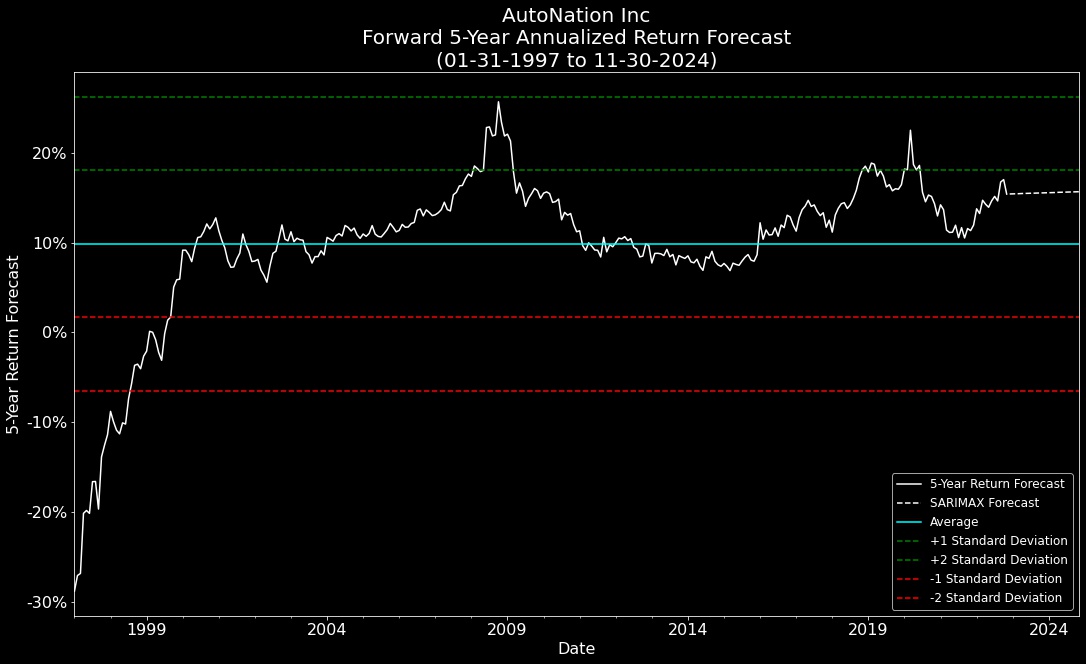 AutoNation Inc
Forward 5-Year Annualized Return Forecast
(01-31-1997 to 11-30-2024)
5-Year Return Forecast
20%
10%
0%
-10%
-20%
-30%
5-Year Return Forecast
SARIMAX Forecast
Average
+1 Standard Deviation
+2 Standard Deviation
-1 Standard Deviation
-2 Standard Deviation
1999 2004 2009 2014 2019 2024
Date